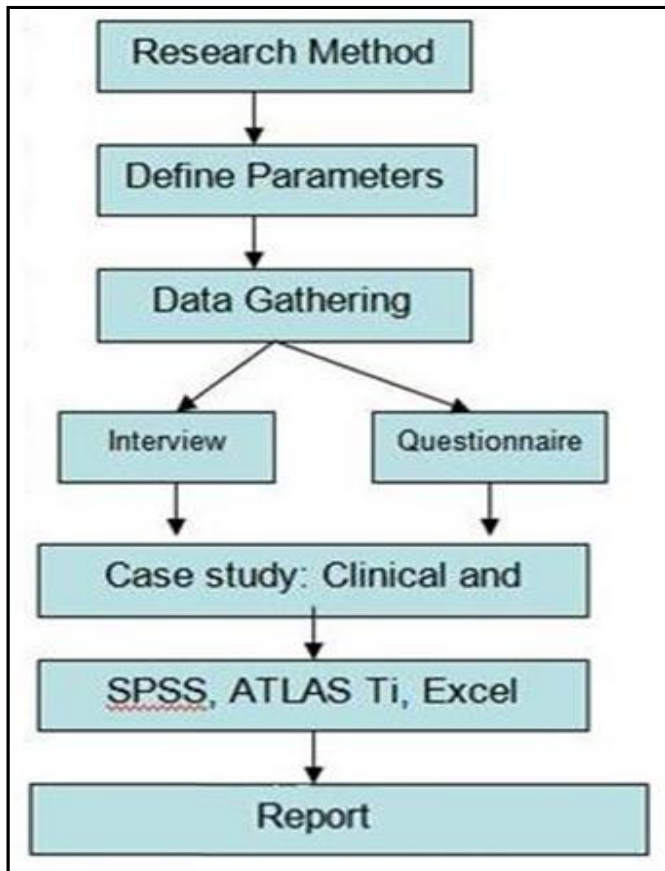 Research Method
Define Parameters
Data Gathering
Interview
Questionnaire
Case study: Clinical and
SPSS, ATLAS Ti, Excel
Report